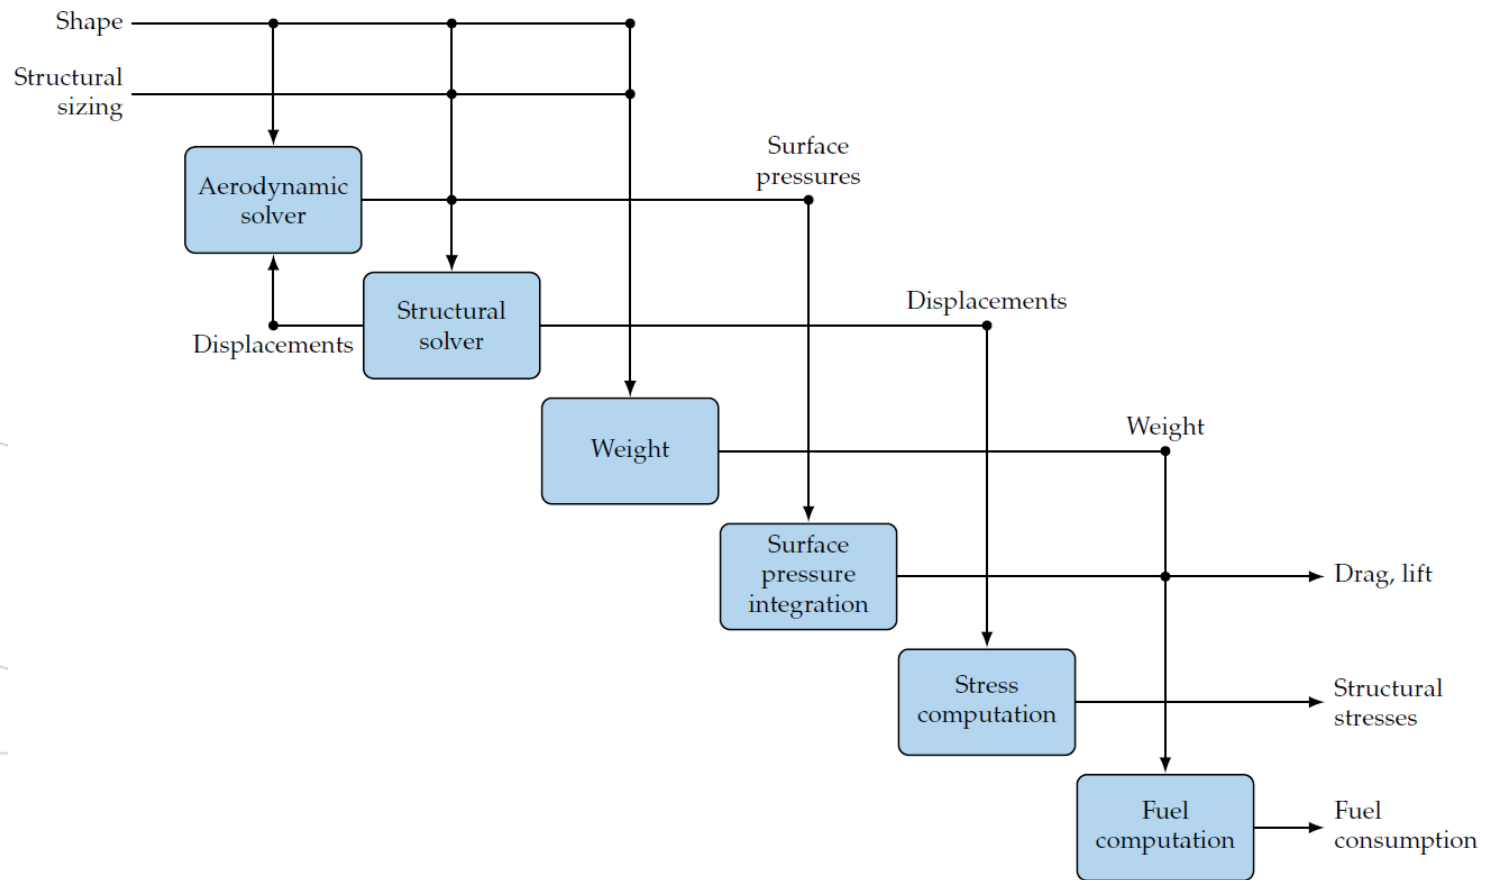 Shape
Structural
sizing
Surface
pressures
Aerodynamic
solver
Displacements
Structural
solver
Displacements
Weight
Weight
Surface
pressure
integration
Drag, lift
Stress
computation
Structural
stresses
Fuel
computation
Fuel
consumption